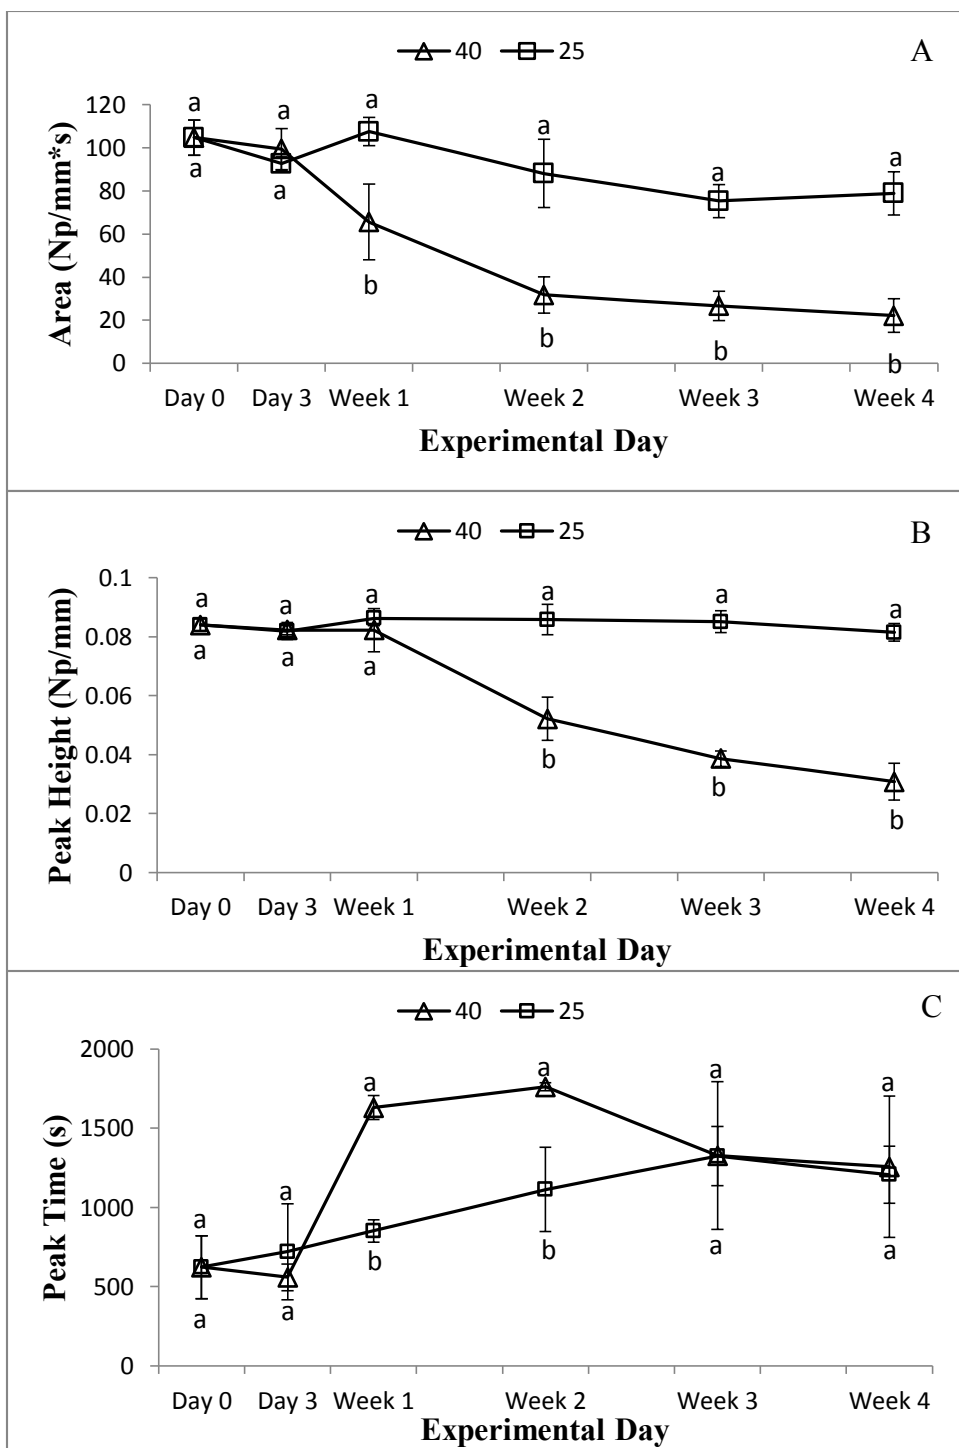 A
40 25
a a a a a a
120
100
80
60
40
20
0
Area (Np/mm*s)
a a b b b b
Day 0 Day 3 Week 1 Week 2 Week 3 Week 4
Experimental Day
B
40 25
a a a a a a
0.1
0.08
0.06
0.04
0.02
0
Peak Height (Np/mm)
a a a b b b
Day 0 Day 3 Week 1 Week 2 Week 3 Week 4
Experimental Day
C
40 25
a a a a a a
2000
1500
1000
500
0
Peak Time (s)
a a b b a a
Day 0 Day 3 Week 1 Week 2 Week 3 Week 4
Experimental Day